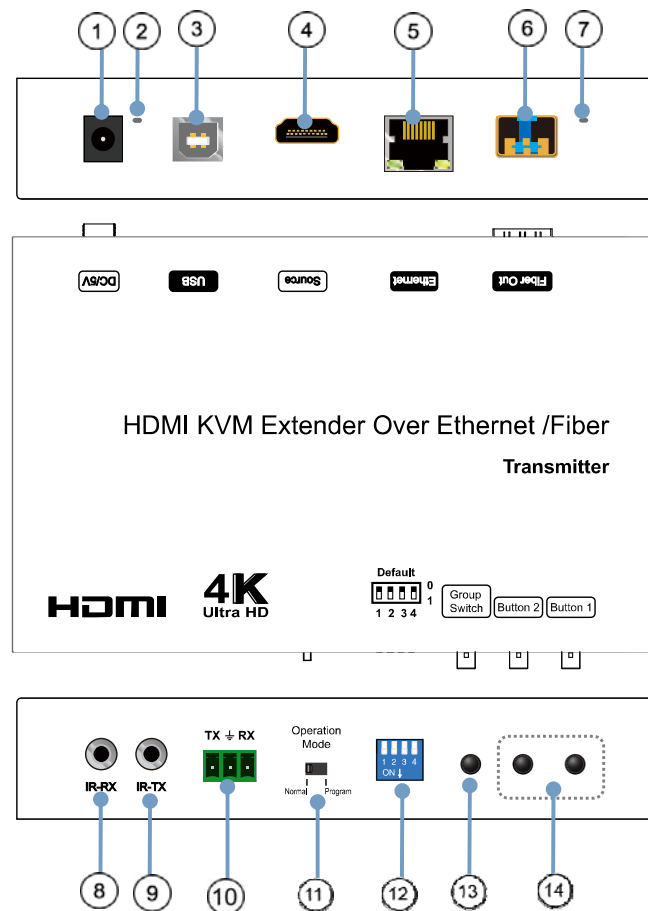 1 2 3 4 5 6 7
DC/5V USB Source Ethernet Fiber Out
HDMI KVM Extender Over Ethernet /Fiber
Transmitter
HDMI
4K
Ultra HD
Default
0
1
1 2 3 4
Group
Switch
Button 2
Button 1
TX RX
IR-RX IR-TX
Operation
Mode
Normal Program
1 2 3 4
ON ↓
8 9 10 11 12 13 14